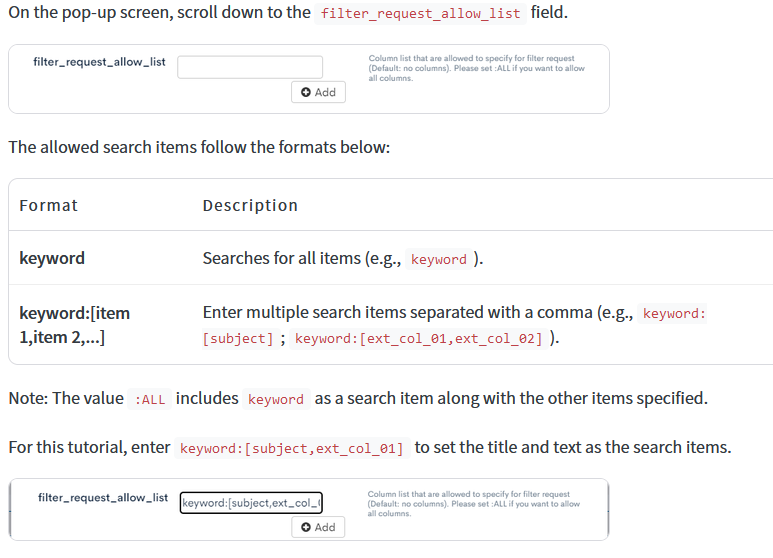 On the pop-up screen, scroll down to the filter_request_allow_list field.
filter_request_allow_list
Column list that are allowed to specify for filter request
(Default: no columns). Please set :ALL if you want to allow
all columns.
Add
The allowed search items follow the formats below:
Format Description
keyword Searches for all items (e.g., keyword ).
keyword:[item
1,item 2,...]
Enter multiple search items separated with a comma (e.g., keyword:
[subject] ; keyword:[ext_col_01,ext_col_02] ).
Note: The value :ALL includes keyword as a search item along with the other items specified.
For this tutorial, enter keyword:[subject,ext_col_01] to set the title and text as the search items.
filter_request_allow_list
keyword:[subject,ext_col_
Column list that are allowed to specify for filter request
(Default: no columns). Please set :ALL if you want to allow
all columns.
Add